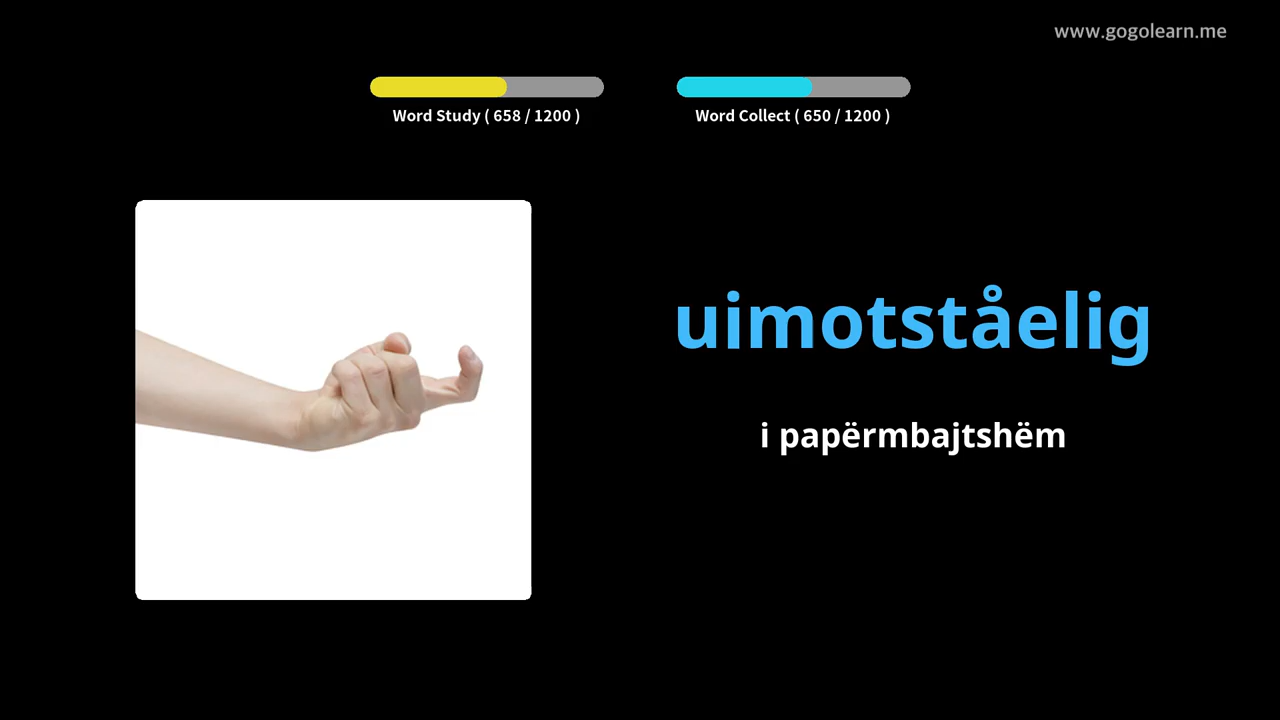 www.gogolearn.me
Word Study ( 658 / 1200 )
Word Collect ( 650 / 1200 )
uimotståelig
i papërmbajtshëm